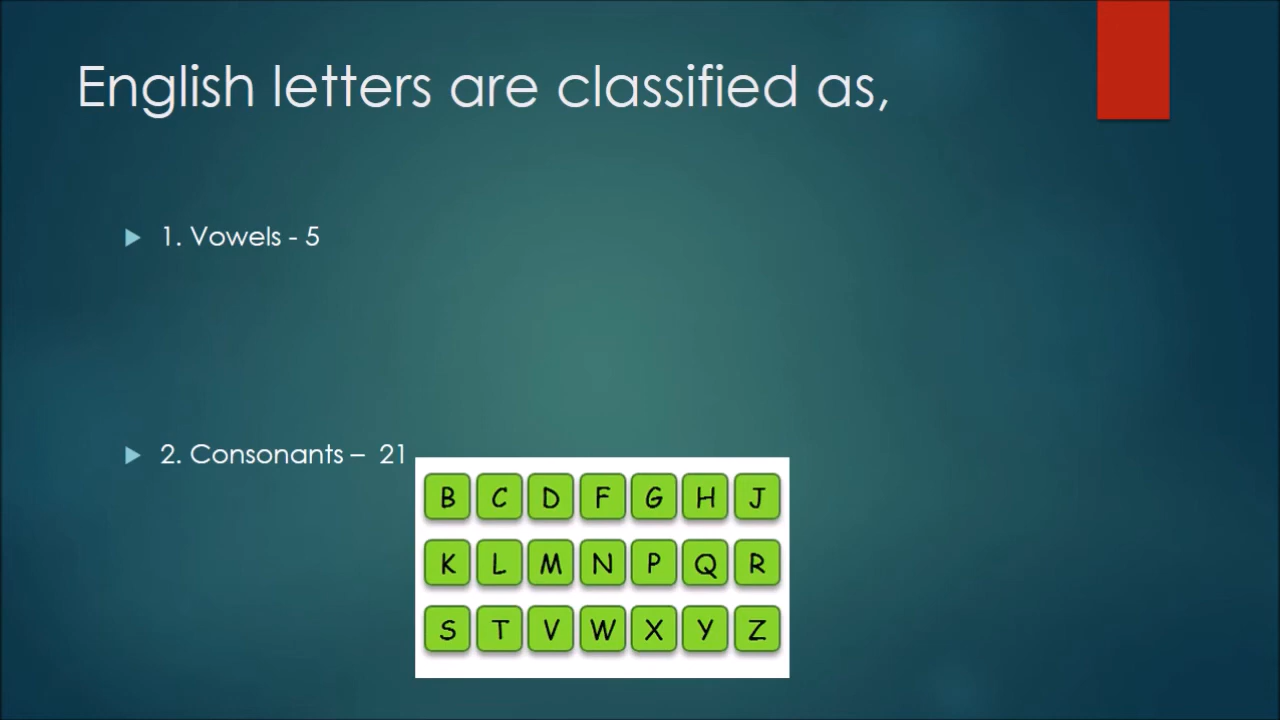 English letters are classified as,
1. Vowels - 5
2. Consonants – 21
B C D F G H J
K L M N P Q R
S T V W X Y Z